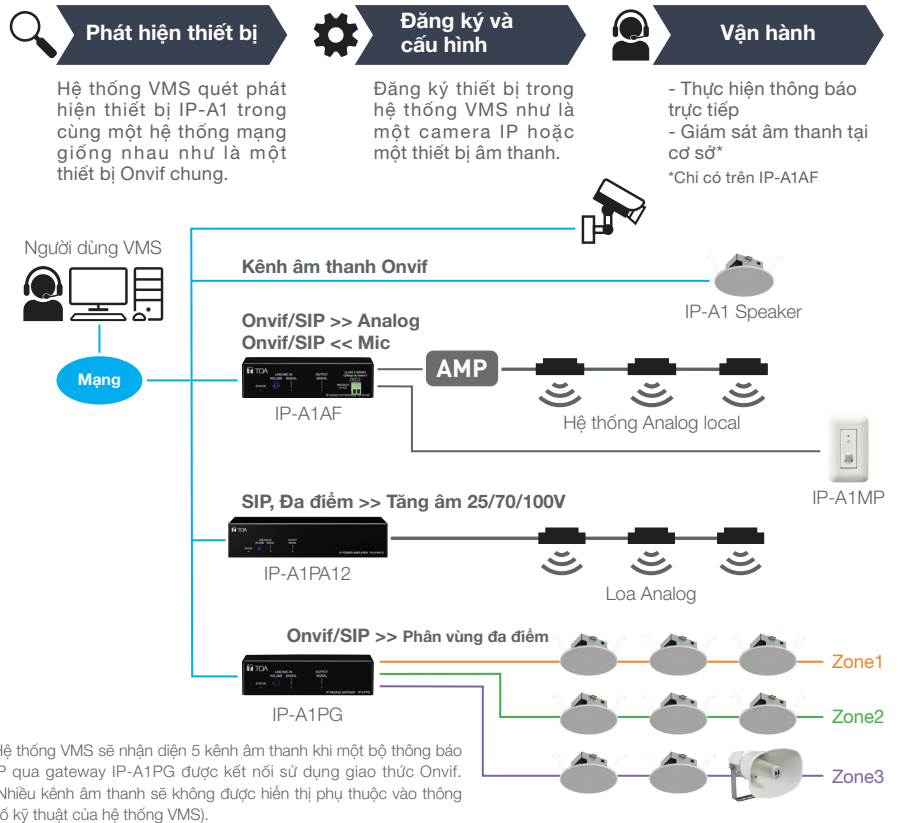 Phát hiện thiết bị
Hệ thống VMS quét phát
hiện thiết bị IP-A1 trong
cùng một hệ thống mạng
giống nhau như là một
thiết bị Onvif chung.
Đăng ký và
cấu hình
Đăng ký thiết bị trong
hệ thống VMS như là
một camera IP hoặc
một thiết bị âm thanh.
Vận hành
- Thực hiện thông báo
trực tiếp
- Giám sát âm thanh tại
cơ sở*
*Chỉ có trên IP-A1AF
Người dùng VMS
Mạng
Kênh âm thanh Onvif
IP-A1 Speaker
Onvif/SIP >> Analog
Onvif/SIP << Mic
TOA
IP-A1AF
AMP
Hệ thống Analog local
IP-A1MP
SIP, Đa điểm >> Tăng âm 25/70/100V
TOA
IP-A1PA12
Loa Analog
Onvif/SIP >> Phân vùng đa điểm
TOA
IP-A1PG
Zone1
Zone2
Zone3
Hệ thống VMS sẽ nhận diện 5 kênh âm thanh khi một bộ thông báo
IP qua gateway IP-A1PG được kết nối sử dụng giao thức Onvif.
(Nhiều kênh âm thanh sẽ không được hiển thị phụ thuộc vào thông
số kỹ thuật của hệ thống VMS).